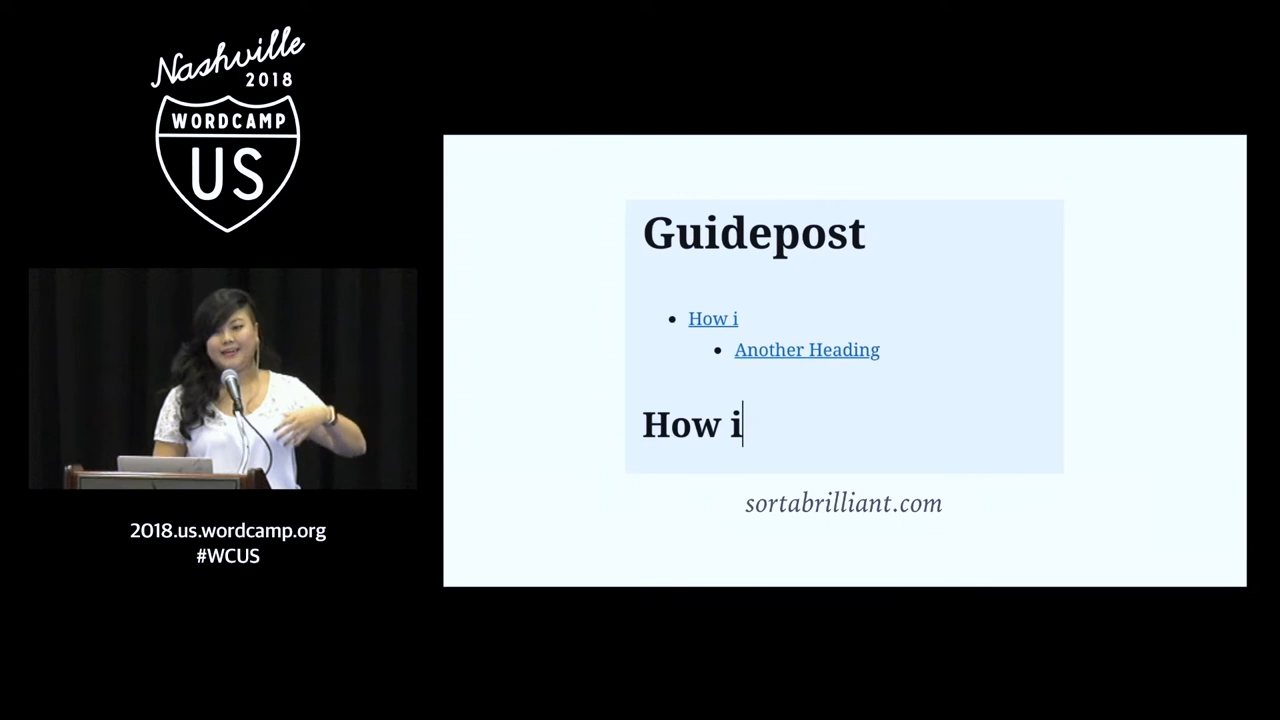 Nashville
2018
WORDCAMP
US
2018.us.wordcamp.org
#WCUS
Guidepost
How i
Another Heading
How i
sortabrilliant.com